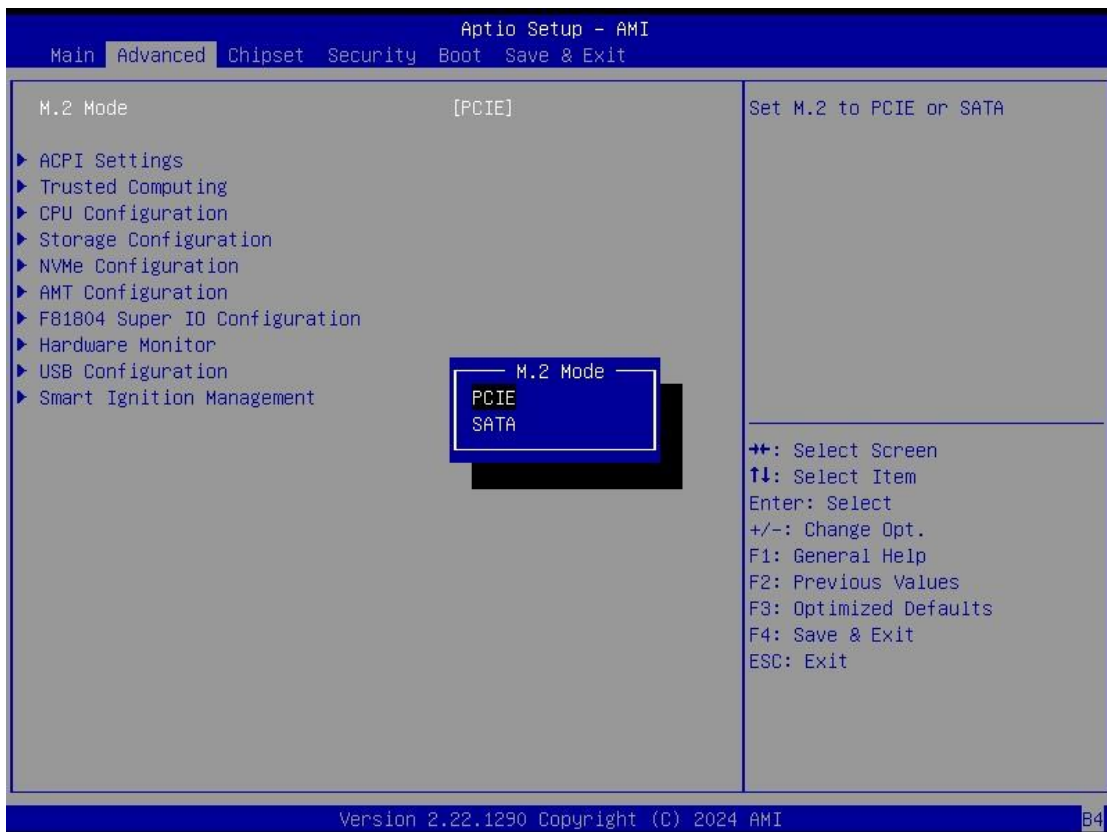 Aptio Setup – AMI
Main Advanced Chipset Security Boot Save & Exit
M.2 Mode [PCIE]
ACPI Settings
Trusted Computing
CPU Configuration
Storage Configuration
NVMe Configuration
AMT Configuration
F81804 Super IO Configuration
Hardware Monitor
USB Configuration
Smart Ignition Management
M.2 Mode
PCIE
SATA
Set M.2 to PCIE or SATA
→←: Select Screen
↑↓: Select Item
Enter: Select
+/-: Change Opt.
F1: General Help
F2: Previous Values
F3: Optimized Defaults
F4: Save & Exit
ESC: Exit
Version 2.22.1290 Copyright (C) 2024 AMI
B4